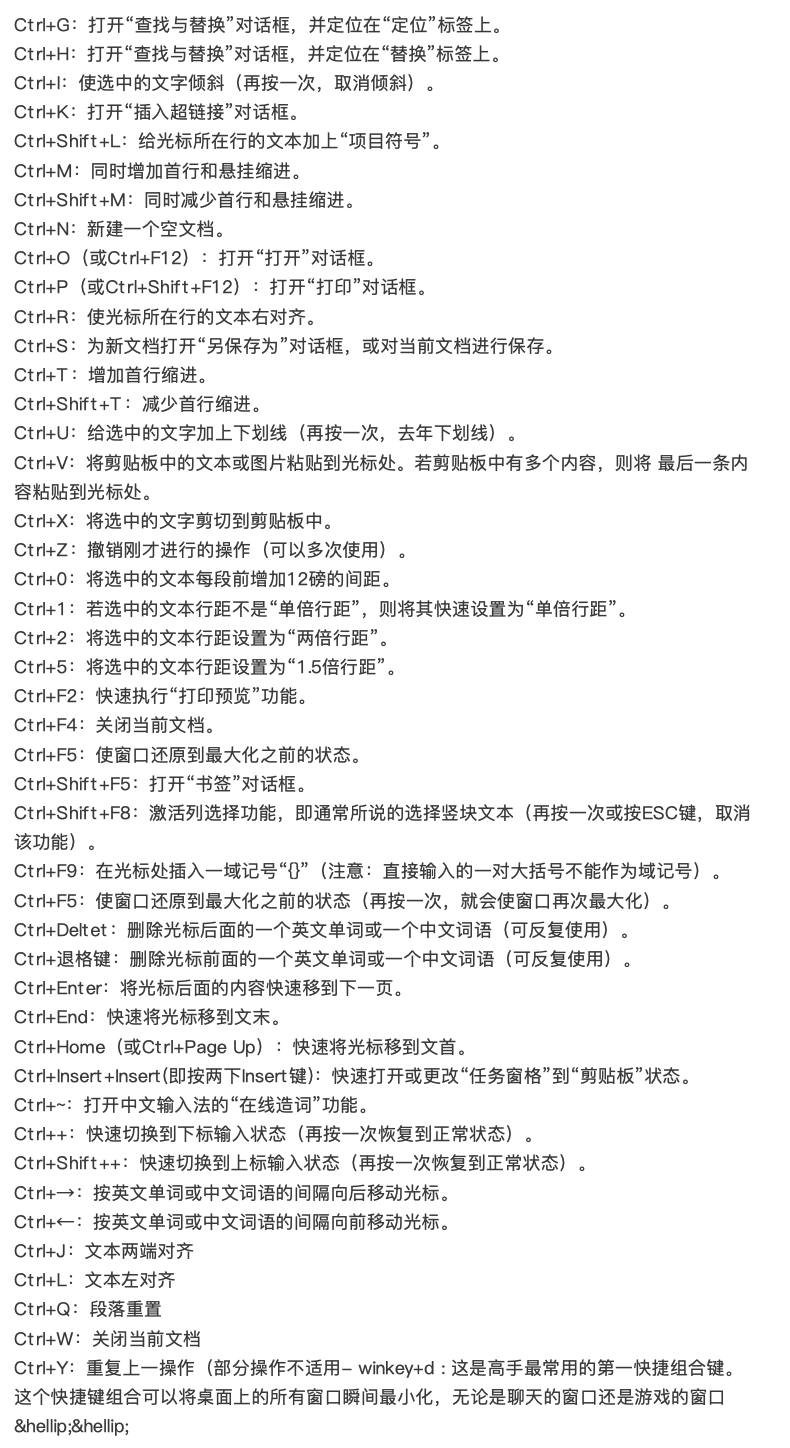 Ctrl+G：打开“查找与替换”对话框，并定位在“定位”标签上。
Ctrl+H：打开“查找与替换”对话框，并定位在“替换”标签上。
Ctrl+I：使选中的文字倾斜（再按一次，取消倾斜）。
Ctrl+K：打开“插入超链接”对话框。
Ctrl+Shift+L：给光标所在行的文本加上“项目符号”。
Ctrl+M：同时增加首行和悬挂缩进。
Ctrl+Shift+M：同时减少首行和悬挂缩进。
Ctrl+N：新建一个空文档。
Ctrl+O（或Ctrl+F12）：打开“打开”对话框。
Ctrl+P（或Ctrl+Shift+F12）：打开“打印”对话框。
Ctrl+R：使光标所在行的文本右对齐。
Ctrl+S：为新文档打开“另保存为”对话框，或对当前文档进行保存。
Ctrl+T：增加首行缩进。
Ctrl+Shift+T：减少首行缩进。
Ctrl+U：给选中的文字加上下划线（再按一次，去年下划线）。
Ctrl+V：将剪贴板中的文本或图片粘贴到光标处。若剪贴板中有多个内容，则将 最后一条内
容粘贴到光标处。
Ctrl+X：将选中的文字剪切到剪贴板中。
Ctrl+Z：撤销刚才进行的操作（可以多次使用）。
Ctrl+0：将选中的文本每段前增加12磅的间距。
Ctrl+1：若选中的文本行距不是“单倍行距”，则将其快速设置为“单倍行距”。
Ctrl+2：将选中的文本行距设置为“两倍行距”。
Ctrl+5：将选中的文本行距设置为“1.5倍行距”。
Ctrl+F2：快速执行“打印预览”功能。
Ctrl+F4：关闭当前文档。
Ctrl+F5：使窗口还原到最大化之前的状态。
Ctrl+Shift+F5：打开“书签”对话框。
Ctrl+Shift+F8：激活列选择功能，即通常所说的选择竖块文本（再按一次或按ESC键，取消
该功能）。
Ctrl+F9：在光标处插入一域记号“{}”（注意：直接输入的一对大括号不能作为域记号）。
Ctrl+F5：使窗口还原到最大化之前的状态（再按一次，就会使窗口再次最大化）。
Ctrl+Deltet：删除光标后面的一个英文单词或一个中文词语（可反复使用）。
Ctrl+退格键：删除光标前面的一个英文单词或一个中文词语（可反复使用）。
Ctrl+Enter：将光标后面的内容快速移到下一页。
Ctrl+End：快速将光标移到文末。
Ctrl+Home（或Ctrl+Page Up）：快速将光标移到文首。
Ctrl+Insert+Insert(即按两下Insert键)：快速打开或更改“任务窗格”到“剪贴板”状态。
Ctrl+~：打开中文输入法的“在线造词”功能。
Ctrl++：快速切换到下标输入状态（再按一次恢复到正常状态）。
Ctrl+Shift++：快速切换到上标输入状态（再按一次恢复到正常状态）。
Ctrl+→：按英文单词或中文词语的间隔向后移动光标。
Ctrl+←：按英文单词或中文词语的间隔向前移动光标。
Ctrl+J：文本两端对齐
Ctrl+L：文本左对齐
Ctrl+Q：段落重置
Ctrl+W：关闭当前文档
Ctrl+Y：重复上一操作（部分操作不适用– winkey+d : 这是高手最常用的第一快捷组合键。
这个快捷键组合可以将桌面上的所有窗口瞬间最小化，无论是聊天的窗口还是游戏的窗口
&hellip;&hellip;